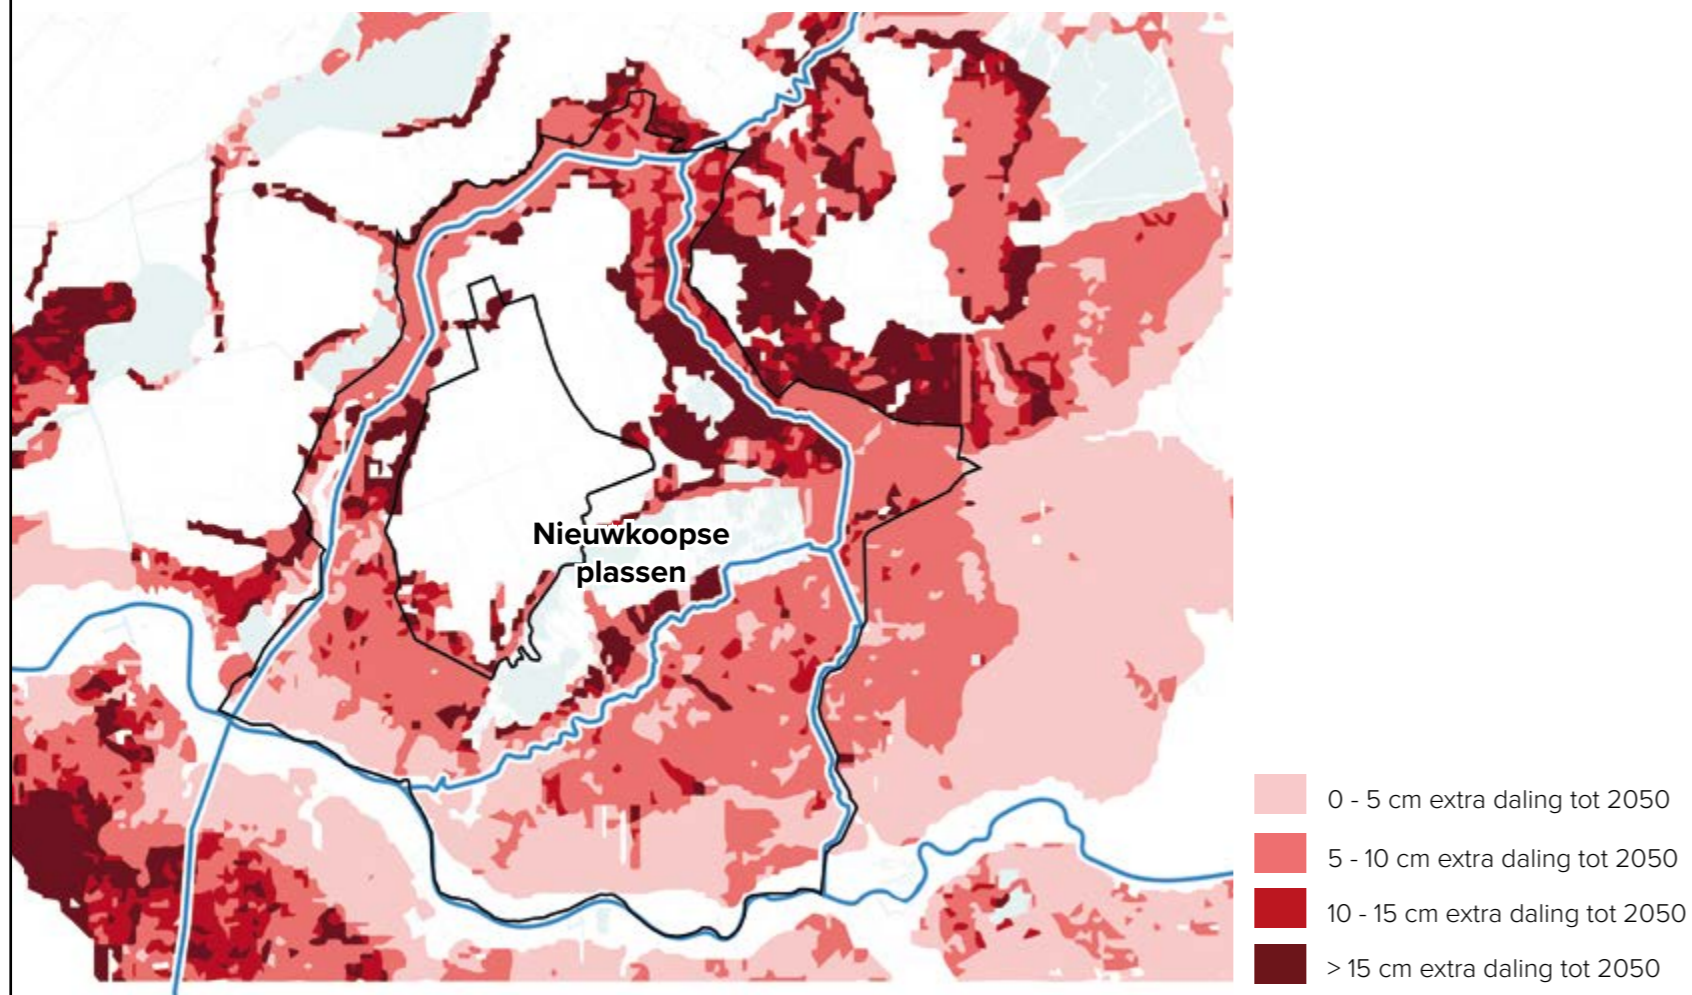 Nieuwkoopse
plassen
0 - 5 cm extra daling tot 2050
5 - 10 cm extra daling tot 2050
10 - 15 cm extra daling tot 2050
> 15 cm extra daling tot 2050